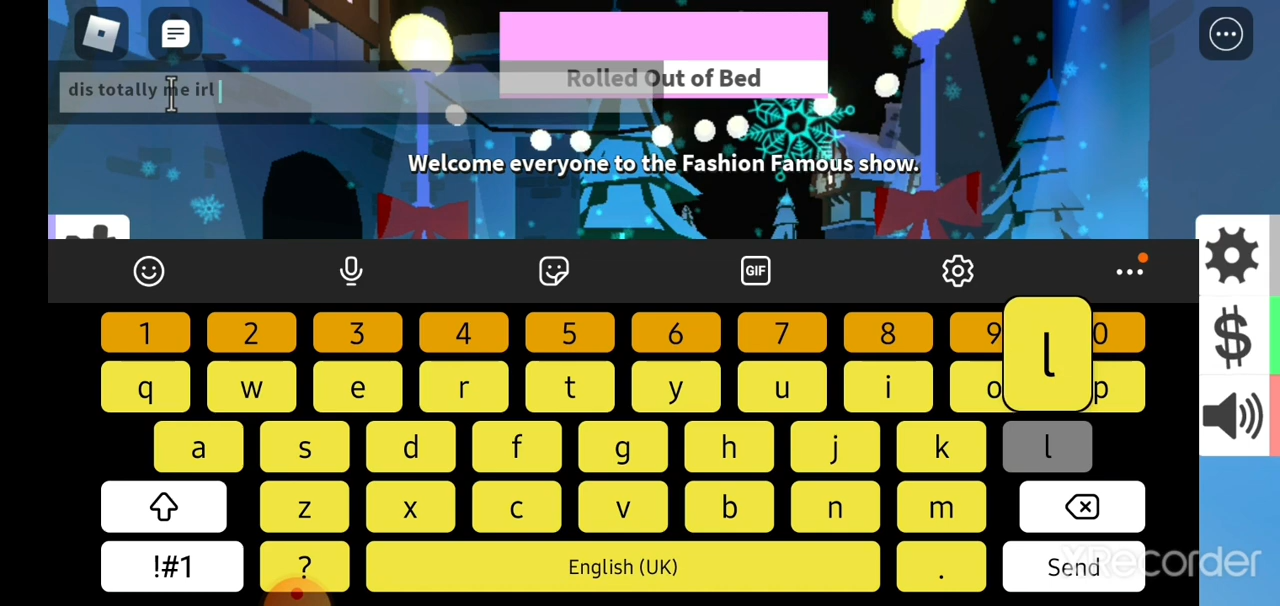 Rolled Out of Bed
dis totally me irl
Welcome everyone to the Fashion Famous show.
GIF
1 2 3 4 5 6 7 8 9 0
q w e r t y u i o p
l
a s d f g h j k l
z x c v b n m
!#1 ? English (UK) . Send
XRecorder